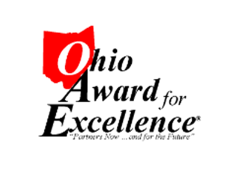 Ohio
Award for
Excellence®
"Partners Now ... and for the Future"